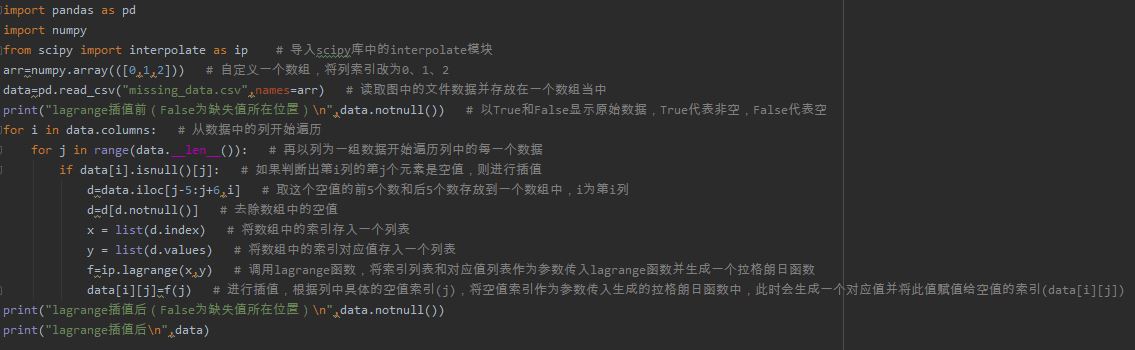 import pandas as pd
import numpy
from scipy import interpolate as ip    # 导入scipy库中的interpolate模块
arr=numpy.array(([0,1,2]))   # 自定义一个数组，将列索引改为0、1、2
data=pd.read_csv("missing_data.csv",names=arr)   # 读取图中的文件数据并存放在一个数组当中
print("lagrange插值前（False为缺失值所在位置）\n",data.notnull())   # 以True和False显示原始数据，True代表非空，False代表空
for i in data.columns:   # 从数据中的列开始遍历
    for j in range(data.__len__()):   # 再以列为一组数据开始遍历列中的每一个数据
        if data[i].isnull()[j]:   # 如果判断出第i列的第j个元素是空值，则进行插值
            d=data.iloc[j-5:j+6,i]   # 取这个空值的前5个数和后5个数存放到一个数组中，i为第i列
            d=d[d.notnull()]   # 去除数组中的空值
            x = list(d.index)   # 将数组中的索引存入一个列表
            y = list(d.values)   # 将数组中的索引对应值存入一个列表
            f=ip.lagrange(x,y)   # 调用lagrange函数，将索引列表和对应值列表作为参数传入lagrange函数并生成一个拉格朗日函数
            data[i][j]=f(j)   # 进行插值，根据列中具体的空值索引(j)，将空值索引作为参数传入生成的拉格朗日函数中，此时会生成一个对应值并将此值赋值给空值的索引(data[i][j])
print("lagrange插值后（False为缺失值所在位置）\n",data.notnull())
print("lagrange插值后\n",data)